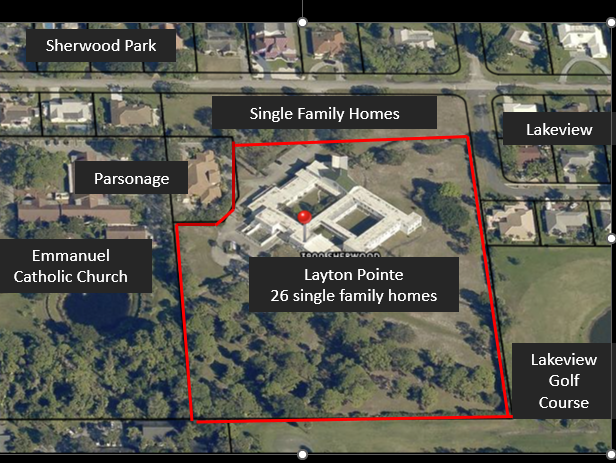 Sherwood Park
Single Family Homes
Lakeview
Parsonage
Emmanuel
Catholic Church
Layton Pointe
26 single family homes
Lakeview
Golf
Course